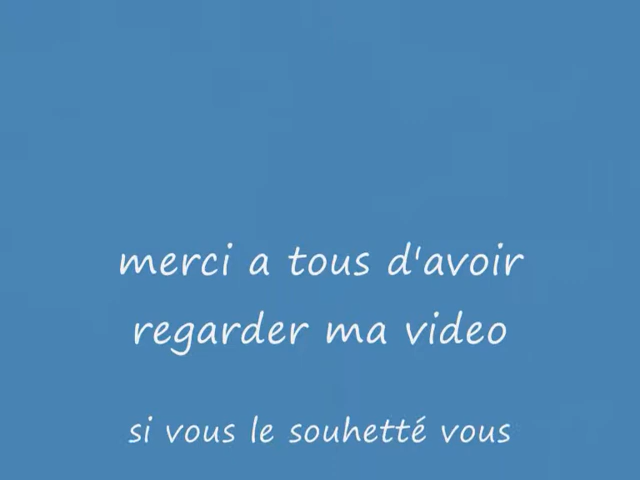 merci a tous d'avoir
regarder ma video
si vous le souhetté vous